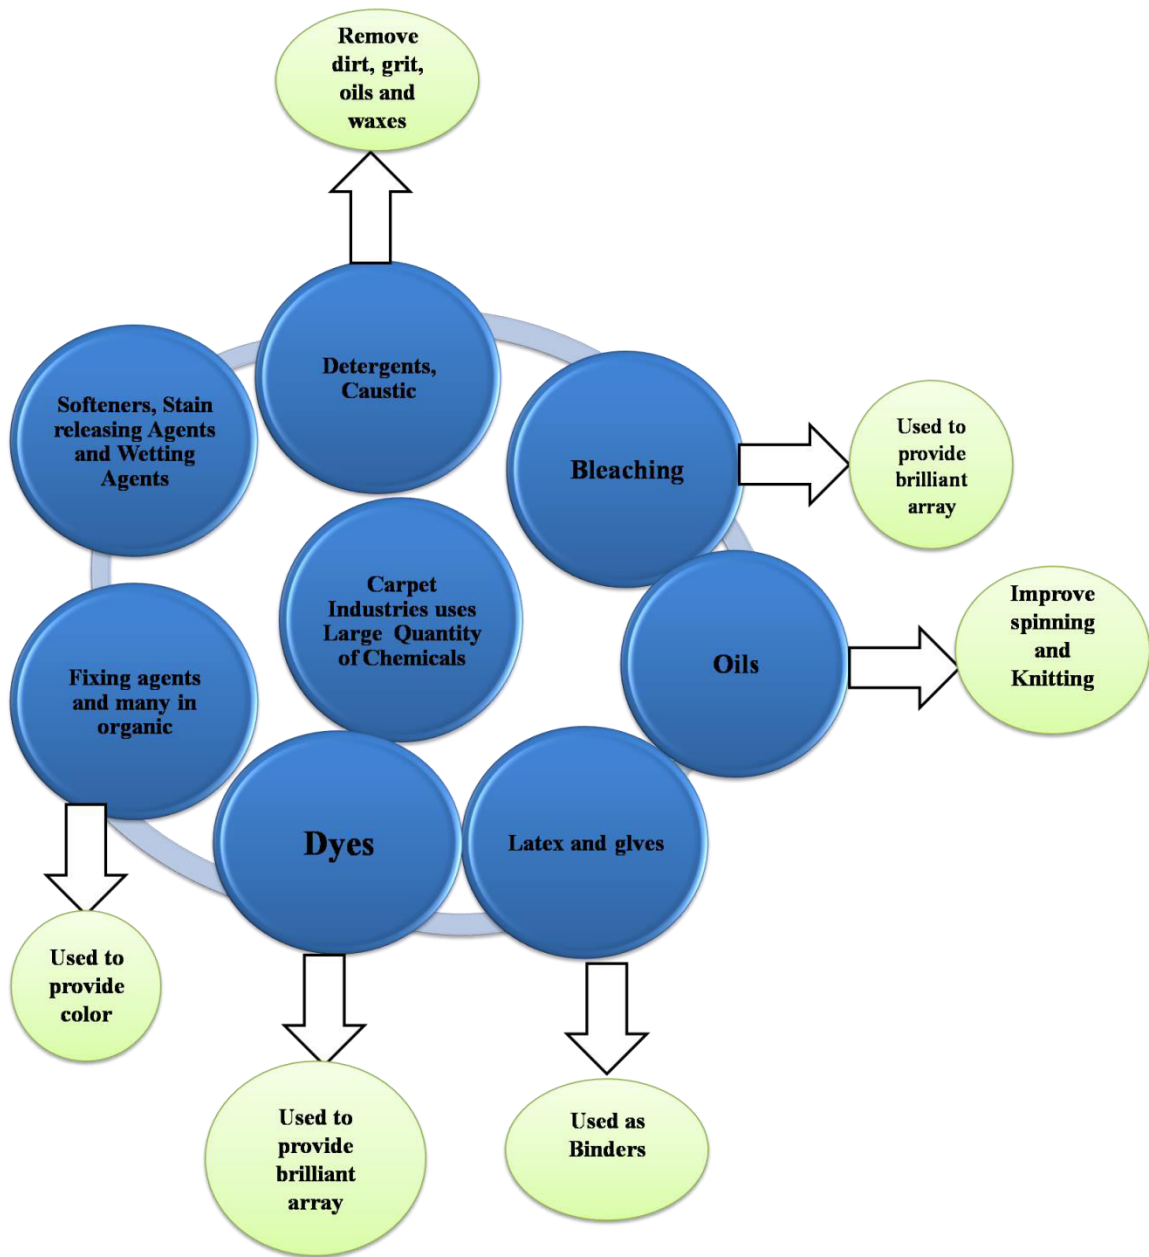 Remove
dirt, grit,
oils and
waxes
Detergents,
Caustic
Softeners, Stain
releasing Agents
and Wetting
Agents
Bleaching
Used to
provide
brilliant
array
Carpet
Industries uses
Large Quantity
of Chemicals
Oils
Improve
spinning
and
Knitting
Fixing agents
and many in
organic
Dyes
Latex and glves
Used to
provide
color
Used to
provide
brilliant
array
Used as
Binders